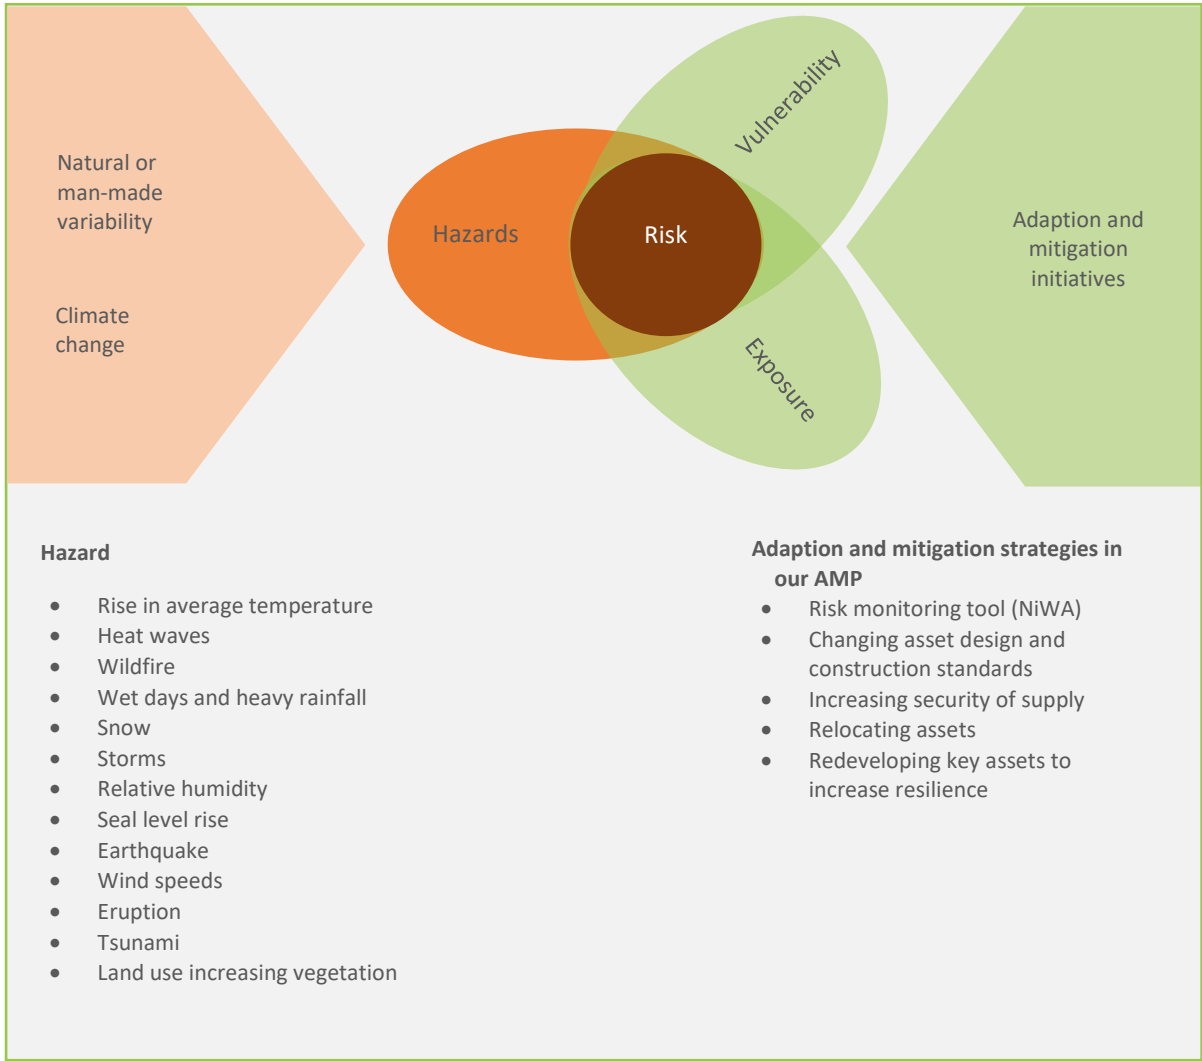 Natural or
man-made
variability
Climate
change
Hazards
Risk
Vulnerability
Exposure
Adaption and
mitigation
initiatives
Hazard
• Rise in average temperature
• Heat waves
• Wildfire
• Wet days and heavy rainfall
• Snow
• Storms
• Relative humidity
• Seal level rise
• Earthquake
• Wind speeds
• Eruption
• Tsunami
• Land use increasing vegetation
Adaption and mitigation strategies in
our AMP
• Risk monitoring tool (NiWA)
• Changing asset design and
construction standards
• Increasing security of supply
• Relocating assets
• Redeveloping key assets to
increase resilience